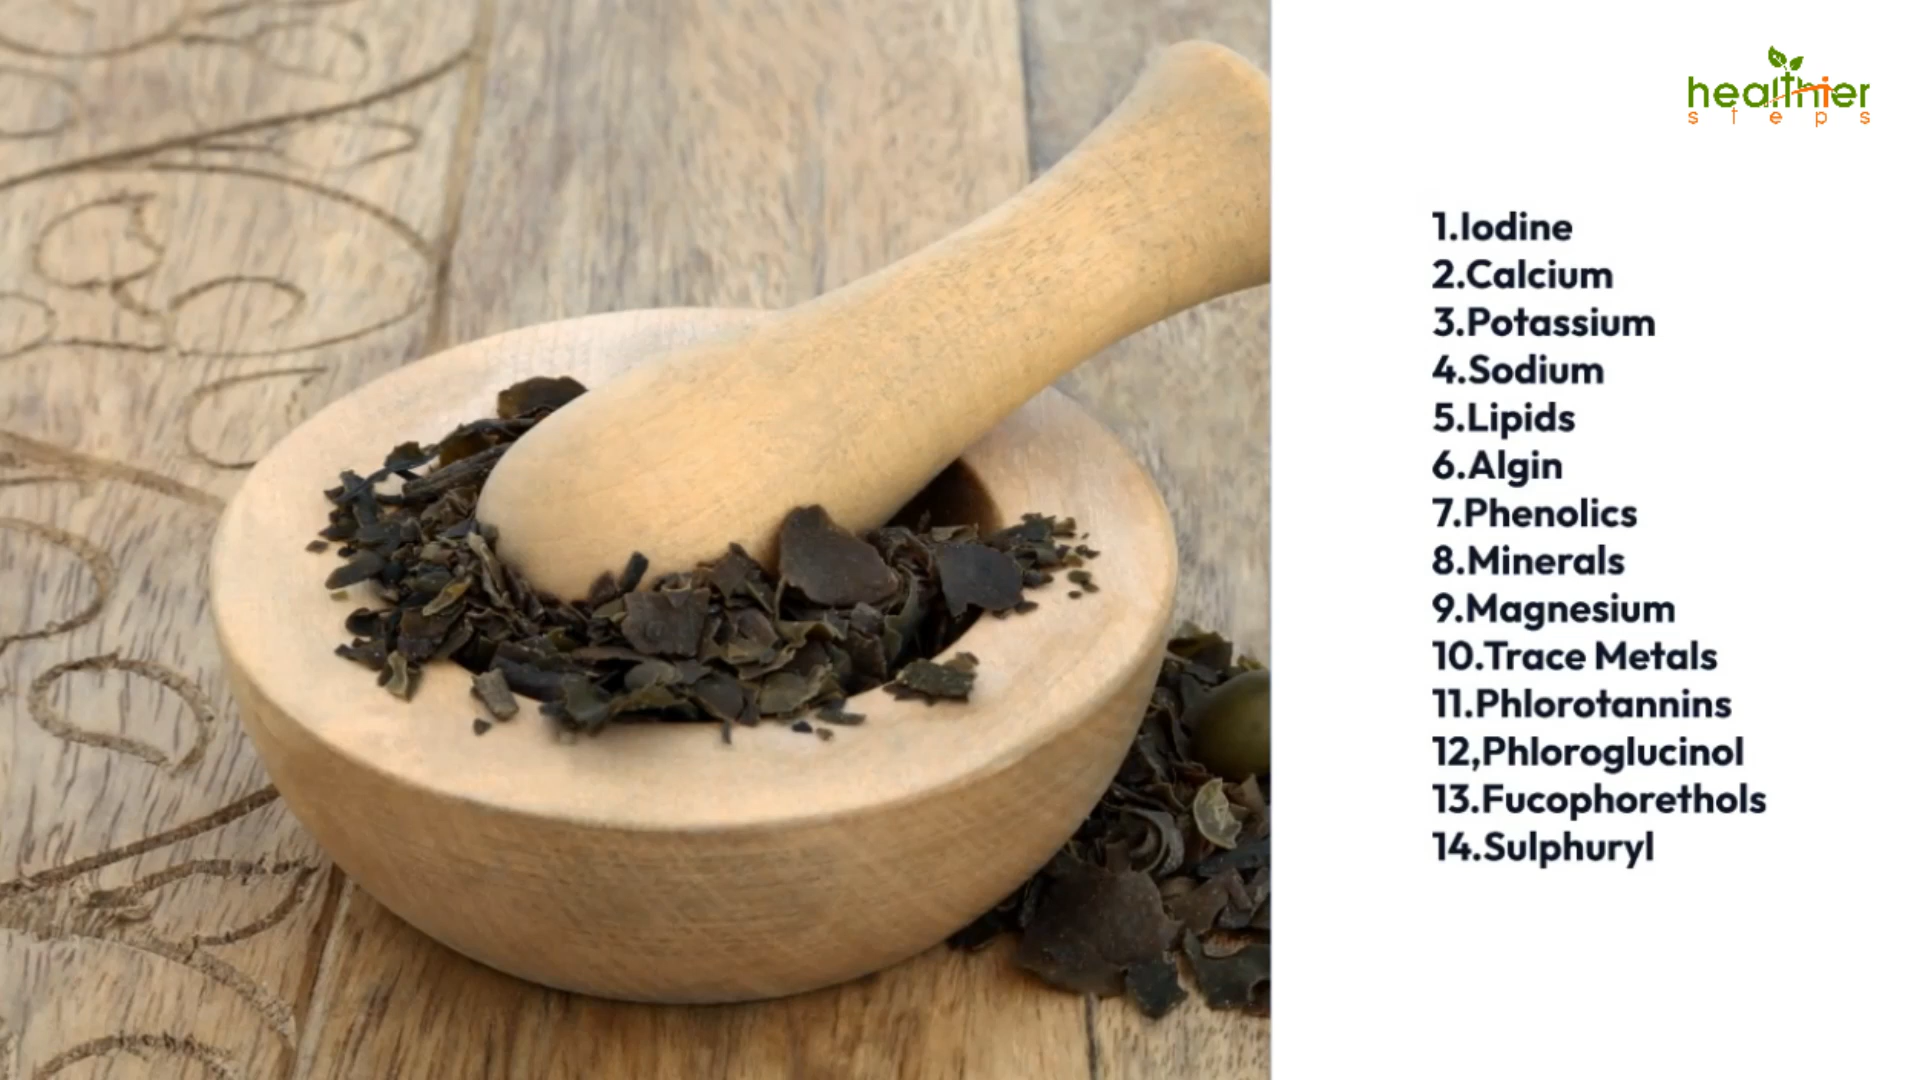 healthier
steps
1.Iodine
2.Calcium
3.Potassium
4.Sodium
5.Lipids
6.Algin
7.Phenolics
8.Minerals
9.Magnesium
10.Trace Metals
11.Phlorotannins
12,Phloroglucinol
13.Fucophorethols
14.Sulphuryl